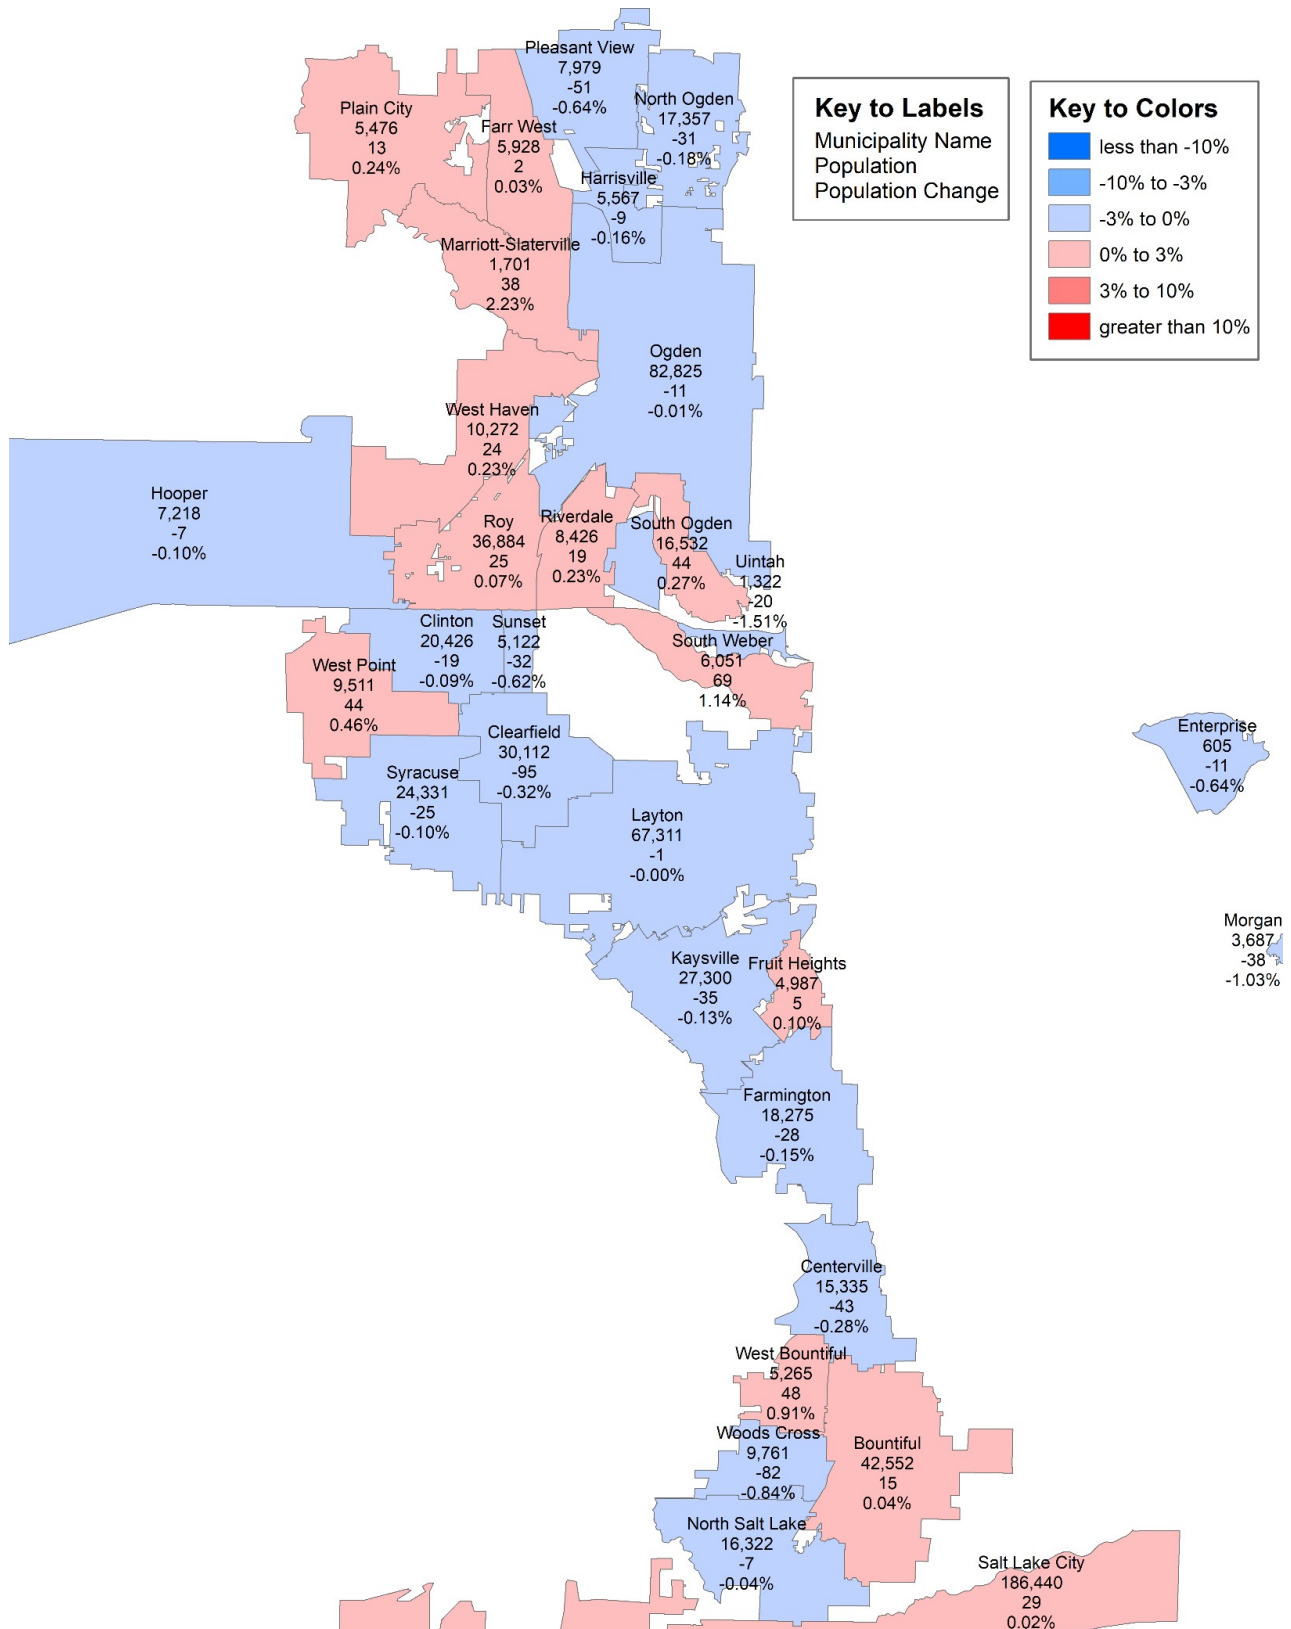 Pleasant View
7,979
-51
-0.64%
North Ogden
17,357
-31
-0.18%
Plain City
5,476
13
0.24%
Farr West
5,928
2
0.03%
Harrisville
5,567
-9
-0.16%
Marriott-Slaterville
1,701
38
2.23%
Key to Labels
Municipality Name
Population
Population Change
Key to Colors
less than -10%
-10% to -3%
-3% to 0%
0% to 3%
3% to 10%
greater than 10%
Ogden
82,825
-11
-0.01%
West Haven
10,272
24
0.23%
Hooper
7,218
-7
-0.10%
Roy
36,884
25
0.07%
Riverdale
8,426
19
0.23%
South Ogden
16,532
44
0.27%
Uintah
1,322
-20
-1.51%
Clinton
20,426
-19
-0.09%
Sunset
5,122
-32
-0.62%
South Weber
6,051
69
1.14%
West Point
9,511
44
0.46%
Clearfield
30,112
-95
-0.32%
Enterprise
605
-11
-0.64%
Syracuse
24,331
-25
-0.10%
Layton
67,311
-1
-0.00%
Morgan
3,687
-38
-1.03%
Kaysville
27,300
-35
-0.13%
Fruit Heights
4,987
5
0.10%
Farmington
18,275
-28
-0.15%
Centerville
15,335
-43
-0.28%
West Bountiful
5,265
48
0.91%
Woods Cross
9,761
-82
-0.84%
Bountiful
42,552
15
0.04%
North Salt Lake
16,322
-7
-0.04%
Salt Lake City
186,440
29
0.02%